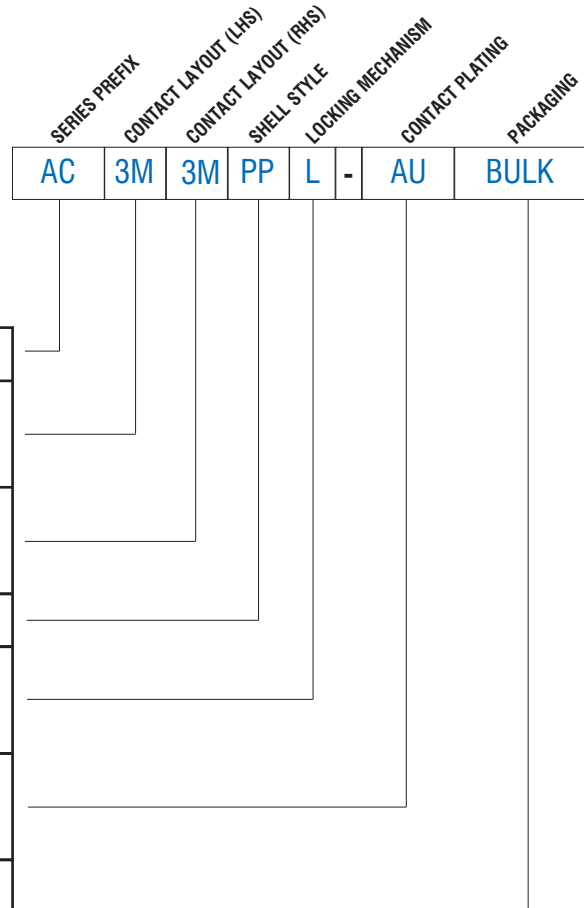 SERIES PREFIX
CONTACT LAYOUT (LHS)
CONTACT LAYOUT (RHS)
SHELL STYLE
LOCKING MECHANISM
CONTACT PLATING
PACKAGING
AC 3M 3M PP L - AU BULK